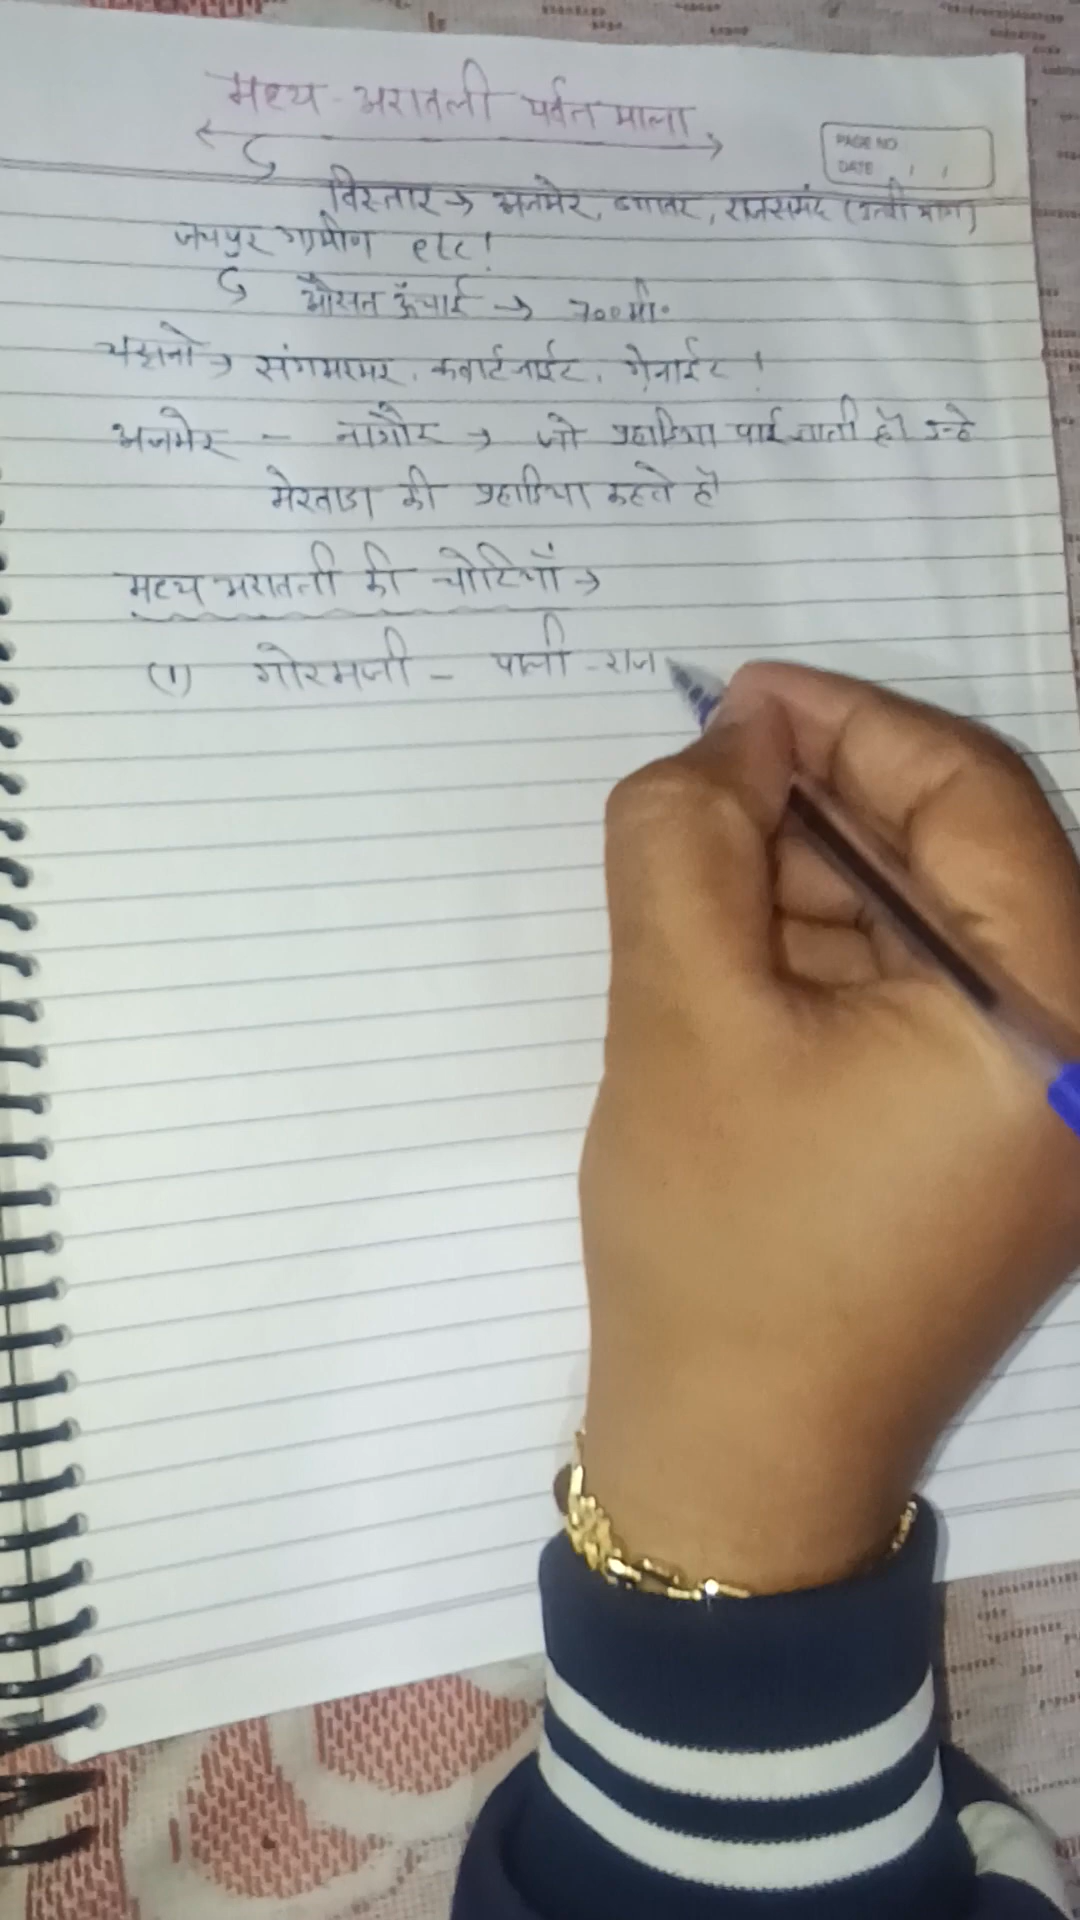 मध्य-अरावली पर्वत माला
PAGE NO
DATE / /
विस्तार → अजमेर, ब्यावर, राजसमंद (उत्तरी भाग)
जयपुर ग्रामीण etc!
औसत ऊँचाई → 700मी॰
चट्टानो → संगमरमर, क्वार्टजाईट, ग्रेनाईट!
अजमेर - नागौर → जो पहाडिया पाई जाती है उन्हे
मेरवाडा की पहाडिया कहते है
मध्य अरावली की चोटियाँ →
(1) गोरमजी - पाली-राज